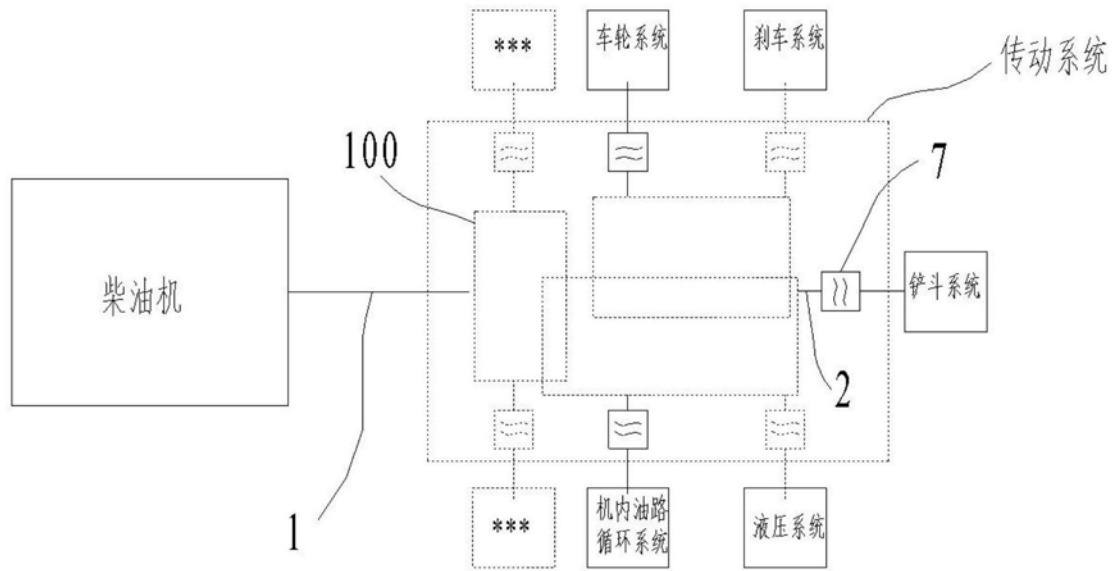 ***
车轮系统
刹车系统
传动系统
100
7
柴油机
铲斗系统
2
1
***
机内油路
循环系统
液压系统